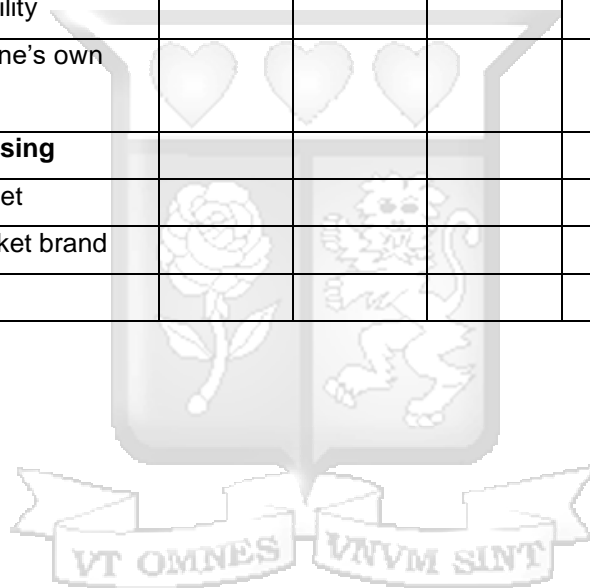 ility
ne's own
sing
et
ket brand
VT OMNES VNVM SINT